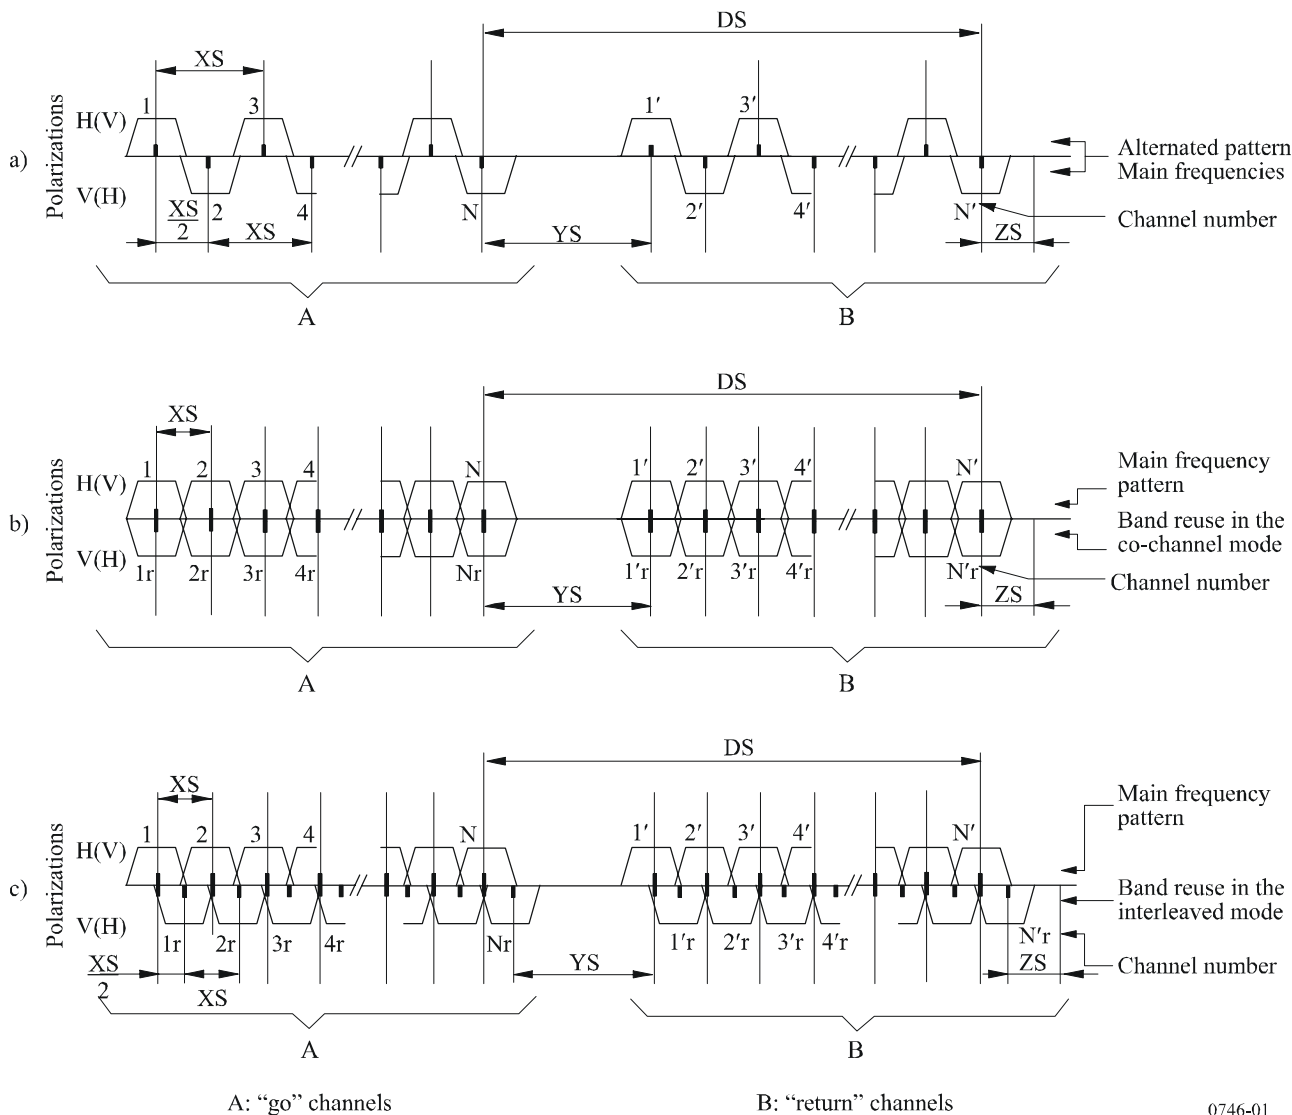 DS
XS
1
3
1′
3′
Polarizations
H(V)
a)
Alternated pattern
Main frequencies
V(H)
XS
2
2
4
XS
N
2′
4′
N′
Channel number
YS
ZS
A
B
DS
XS
1
2
3
4
N
1′
2′
3′
4′
N′
Polarizations
H(V)
Main frequency
pattern
b)
Band reuse in the
co-channel mode
V(H)
1r
2r
3r
4r
Nr
1′r
2′r
3′r
4′r
N′r
Channel number
YS
ZS
A
B
DS
XS
1
2
3
4
N
1′
2′
3′
4′
N′
Polarizations
H(V)
Main frequency
pattern
c)
Band reuse in the
interleaved mode
V(H)
1r
2r
3r
4r
Nr
1′r
2′r
3′r
4′r
N′r
XS
2
XS
YS
ZS
Channel number
A
B
A: “go” channels
B: “return” channels
0746-01